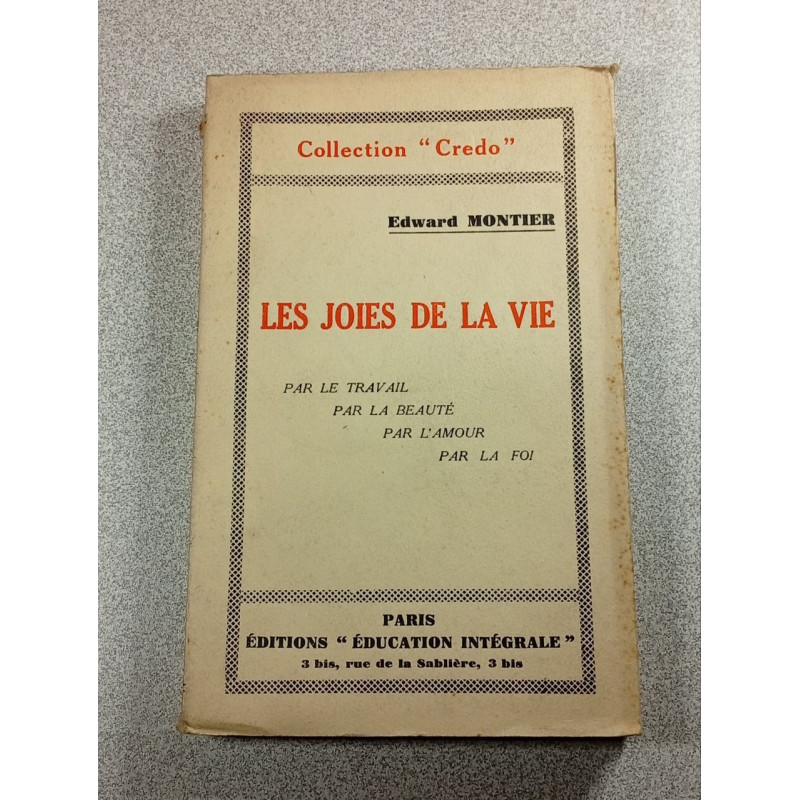 Collection "Credo"
Edward MONTIER
LES JOIES DE LA VIE
PAR LE TRAVAIL
PAR LA BEAUTÉ
PAR L'AMOUR
PAR LA FOI
PARIS
ÉDITIONS "ÉDUCATION INTÉGRALE"
3 bis, rue de la Sablière, 3 bis